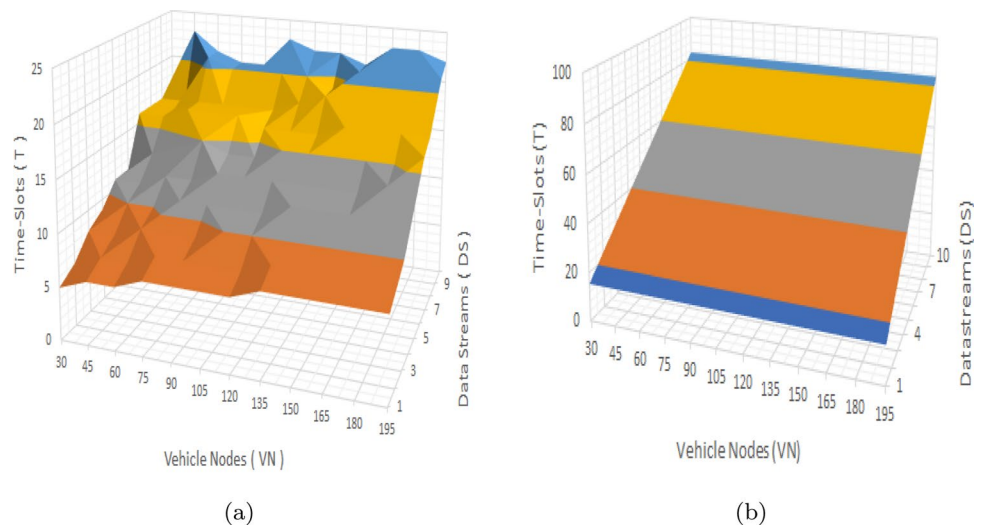 25
20
15
10
5
0
Time-Slots ( T )
30 45 60 75 90 105 120 135 150 165 180 195
Vehicle Nodes ( VN )
1
3
5
7
9
Data Streams ( DS)
(a)
100
80
60
40
20
0
Time-Slots(T)
30 45 60 75 90 105 120 135 150 165 180 195
Vehicle Nodes(VN)
1
4
7
10
Datastreams(DS)
(b)